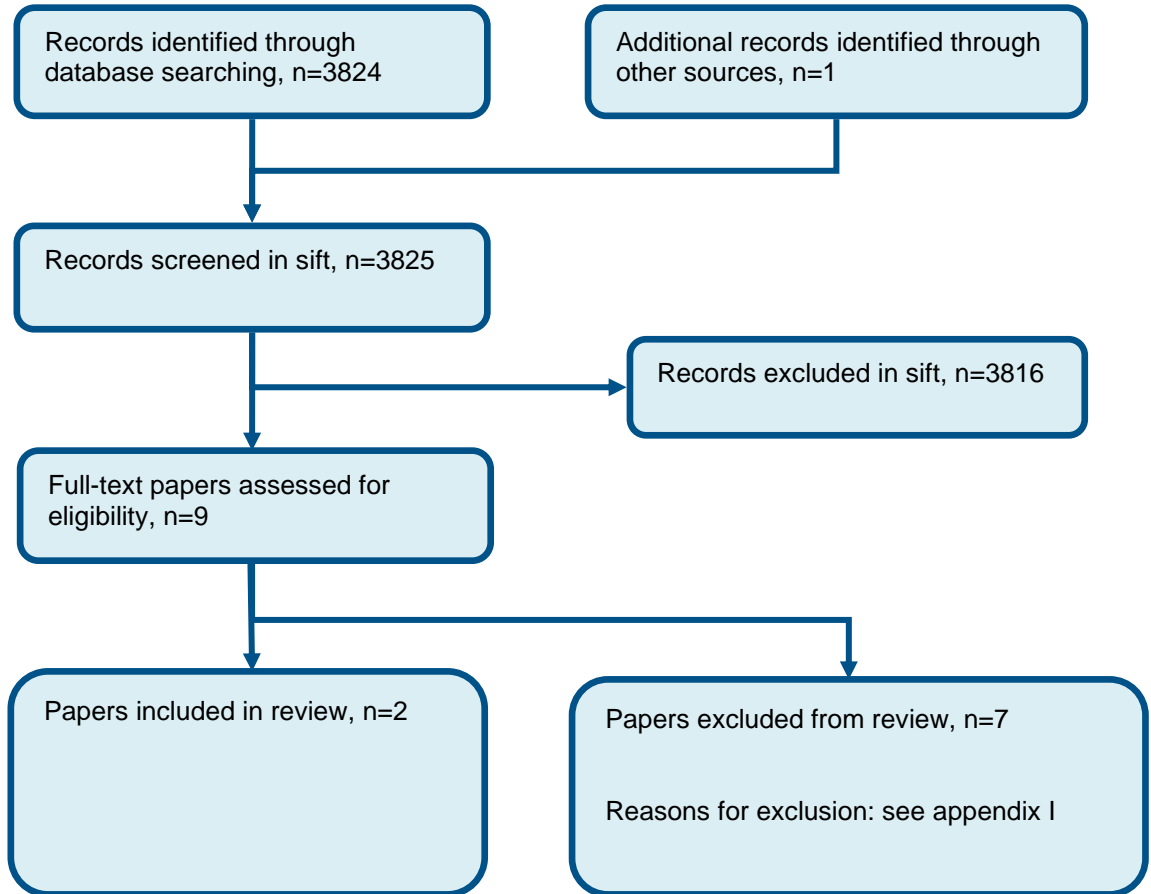 Records identified through
database searching, n=3824
Additional records identified through
other sources, n=1
Records screened in sift, n=3825
Records excluded in sift, n=3816
Full-text papers assessed for
eligibility, n=9
Papers included in review, n=2
Papers excluded from review, n=7
Reasons for exclusion: see appendix I